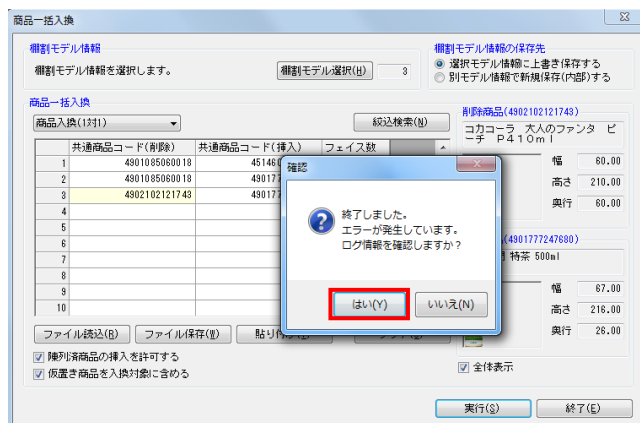 商品一括入換
棚割モデル情報
棚割モデル情報を選択します。
棚割モデル選択(H)
3
棚割モデル情報の保存先
選択モデル情報に上書き保存する
別モデル情報で新規保存(内部)する
商品一括入換
商品入換(1対1)
絞込検索(N)
共通商品コード(削除) 共通商品コード(挿入) フェイス数
1 4901085060018 45146
2 4901085060018 490177
3 4902102121743 490177
4
5
6
7
8
9
10
ファイル読込(R)
ファイル保存(W)
貼り付
陳列済商品の挿入を許可する
仮置き商品を入換対象に含める
削除商品(4902102121743)
コカコーラ 大人のファンタ ピ
ーチ P410ml
幅 60.00
高さ 210.00
奥行 60.00
(4901777247680)
特茶 500ml
幅 67.00
高さ 216.00
奥行 26.00
全体表示
実行(S)
終了(E)
確認
終了しました。
エラーが発生しています。
ログ情報を確認しますか？
はい(Y)
いいえ(N)